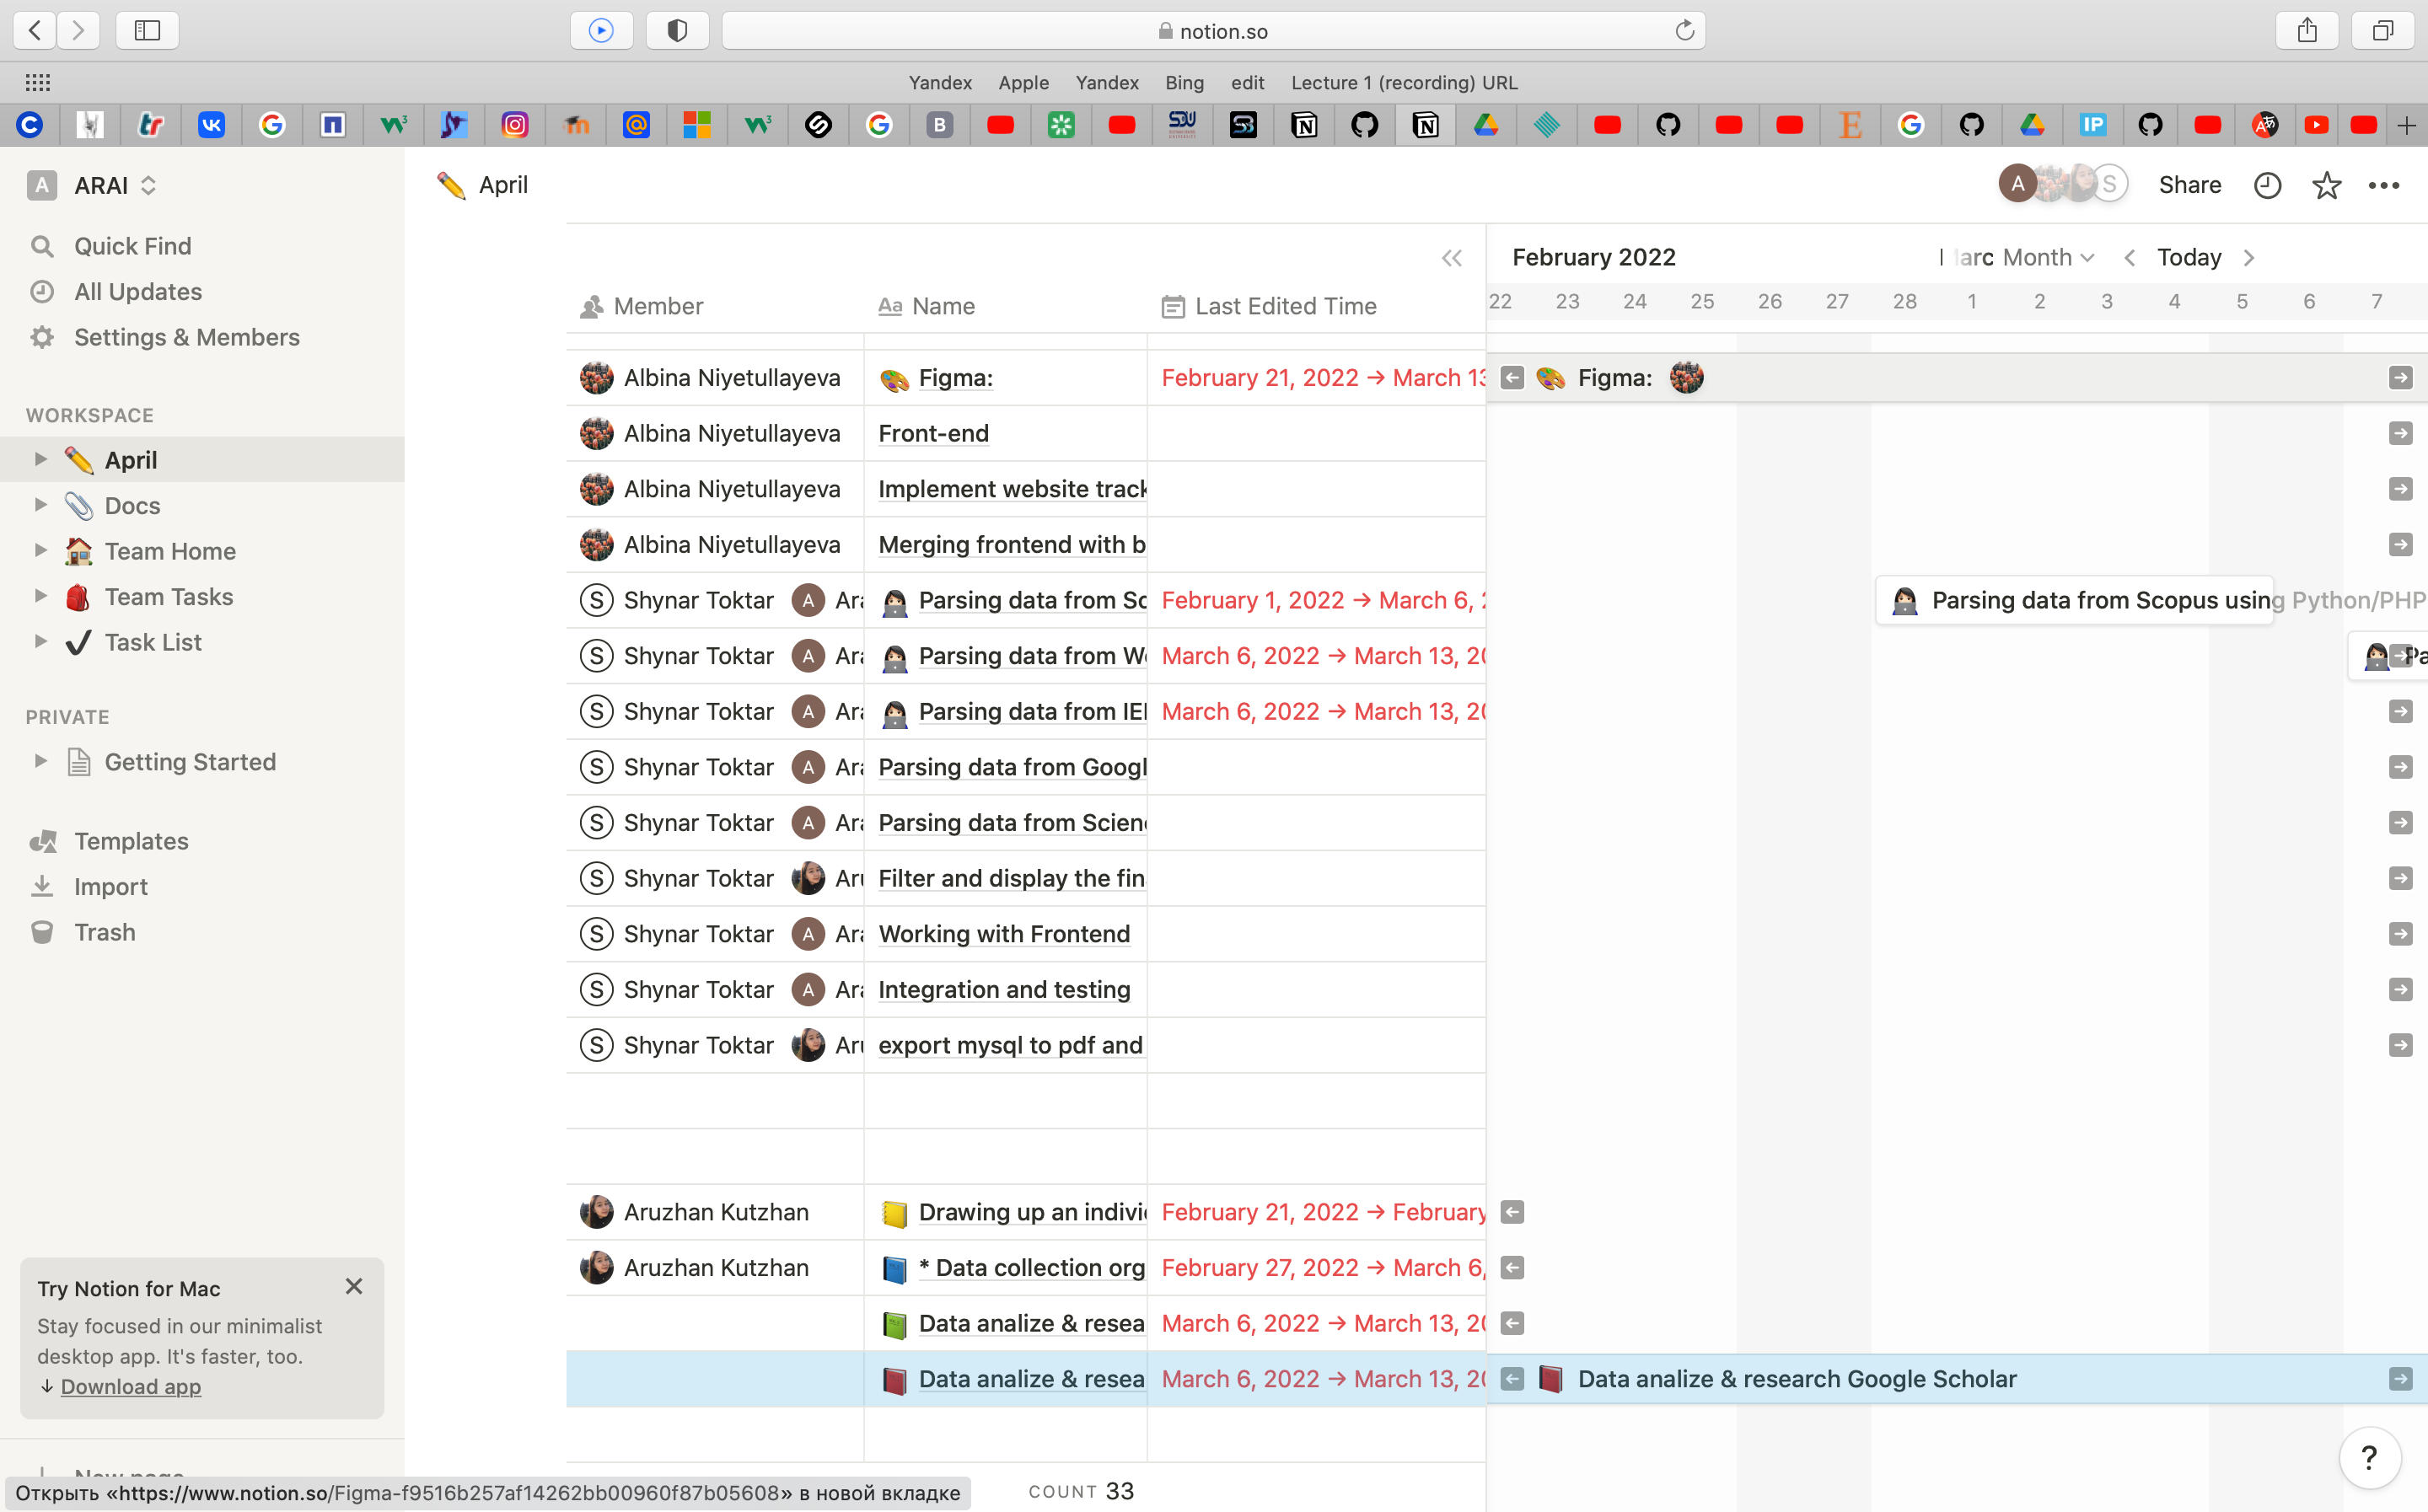 notion.so
Yandex Apple Yandex Bing edit Lecture 1 (recording) URL
A ARAI
April
A S Share
Quick Find
All Updates
Settings & Members
WORKSPACE
April
Docs
Team Home
Team Tasks
Task List
PRIVATE
Getting Started
Templates
Import
Trash
Try Notion for Mac
Stay focused in our minimalist
desktop app. It's faster, too.
↓ Download app
February 2022 Month Today
Member Aa Name Last Edited Time
22 23 24 25 26 27 28 1 2 3 4 5 6 7
Albina Niyetullayeva Figma: February 21, 2022 → March 13 Figma:
Albina Niyetullayeva Front-end
Albina Niyetullayeva Implement website track
Albina Niyetullayeva Merging frontend with b
S Shynar Toktar A Ara Parsing data from Sc February 1, 2022 → March 6, Parsing data from Scopus using Python/PHP
S Shynar Toktar A Ara Parsing data from We March 6, 2022 → March 13, 20 Pa
S Shynar Toktar A Ara Parsing data from IE March 6, 2022 → March 13, 20
S Shynar Toktar A Ara Parsing data from Googl
S Shynar Toktar A Ara Parsing data from Scien
S Shynar Toktar Aru Filter and display the fin
S Shynar Toktar A Ara Working with Frontend
S Shynar Toktar A Ara Integration and testing
S Shynar Toktar Aru export mysql to pdf and
Aruzhan Kutzhan Drawing up an indivi February 21, 2022 → February
Aruzhan Kutzhan * Data collection org February 27, 2022 → March 6,
Data analize & resea March 6, 2022 → March 13, 20
Data analize & resea March 6, 2022 → March 13, 20 Data analize & research Google Scholar
COUNT 33
?
Открыть «https://www.notion.so/Figma-f9516b257af14262bb00960f87b05608» в новой вкладке